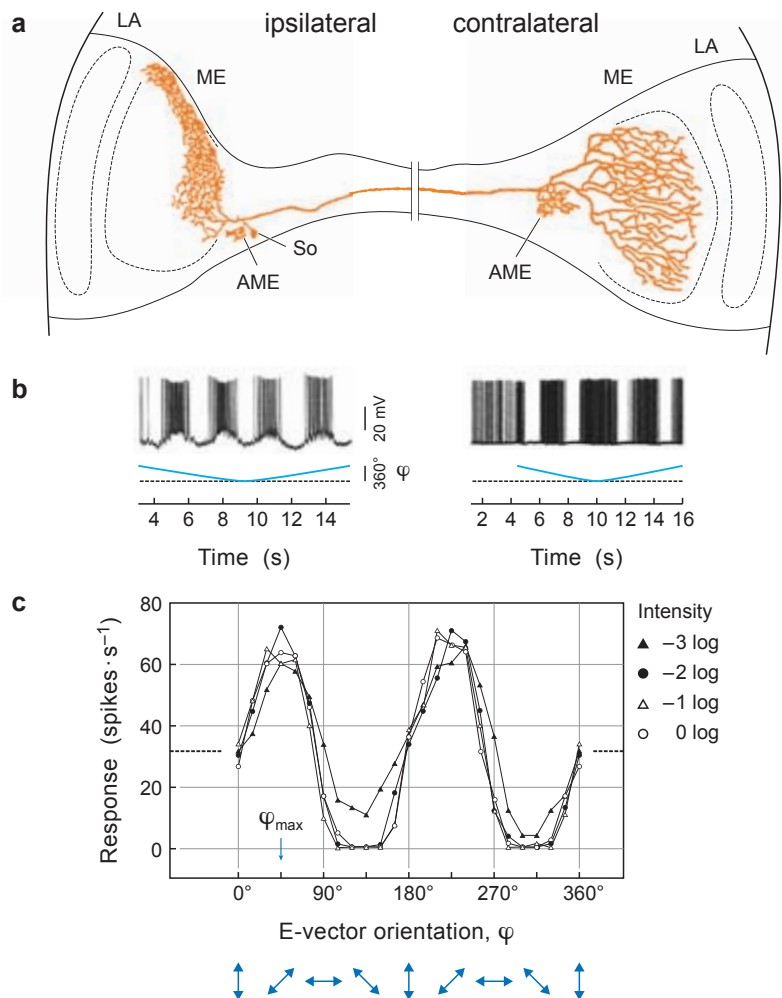 a ipsilateral contralateral
LA LA
ME ME
So
AME AME
b
20 mV
360° φ
4 6 8 10 12 14 2 4 6 8 10 12 14 16
Time (s) Time (s)
c
80
60
40
20
0
Response (spikes · s⁻¹)
φmax
0° 90° 180° 270° 360°
E-vector orientation, φ
Intensity
–3 log
–2 log
–1 log
0 log